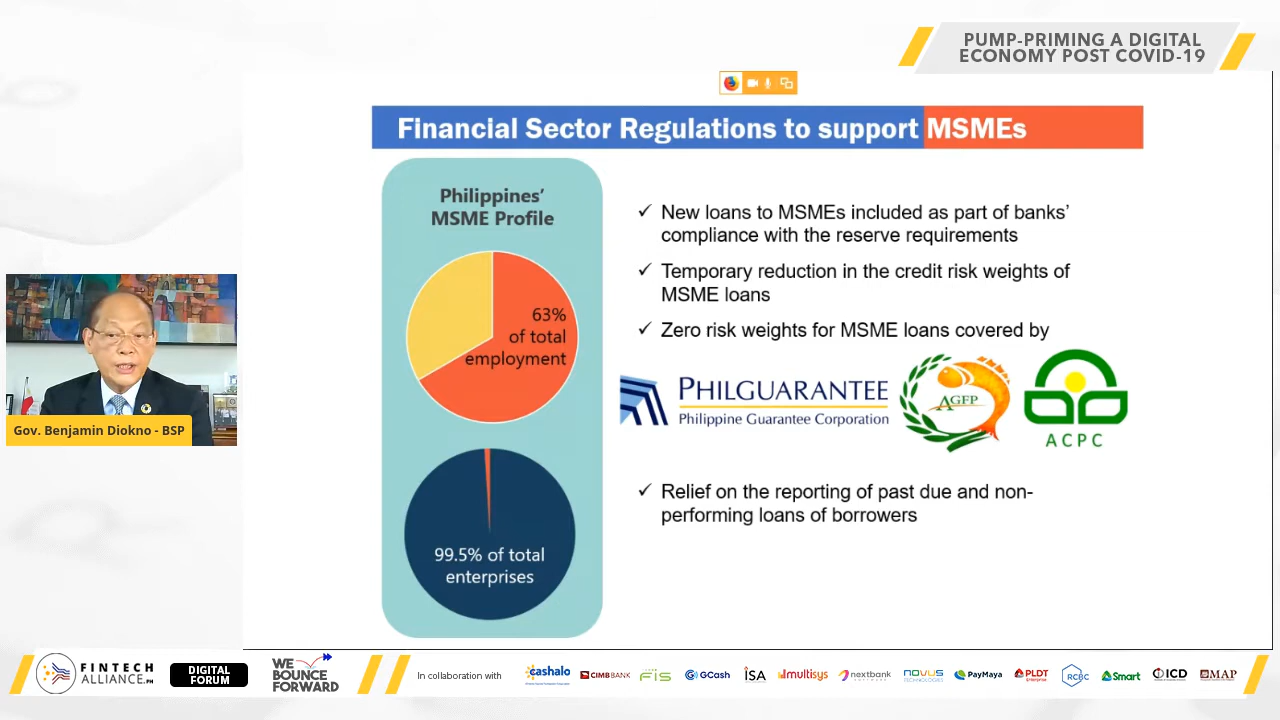 PUMP-PRIMING A DIGITAL
ECONOMY POST COVID-19
Financial Sector Regulations to support MSMEs
Philippines’
MSME Profile
63%
of total
employment
99.5% of total
enterprises
New loans to MSMEs included as part of banks’
compliance with the reserve requirements
Temporary reduction in the credit risk weights of
MSME loans
Zero risk weights for MSME loans covered by
PHILGUARANTEE
Philippine Guarantee Corporation
AGFP
ACPC
Relief on the reporting of past due and non-
performing loans of borrowers
Gov. Benjamin Diokno - BSP
FINTECH
ALLIANCE.PH
DIGITAL
FORUM
WE
BOUNCE
FORWARD
In collaboration with
cashalo
CIMB BANK
FIS
GCash
ISA
multisys
nextbank
SOFTWARE
NOVUS
TECHNOLOGIES
PayMaya
PLDT
Enterprise
RCBC
Smart
ICD
MAP